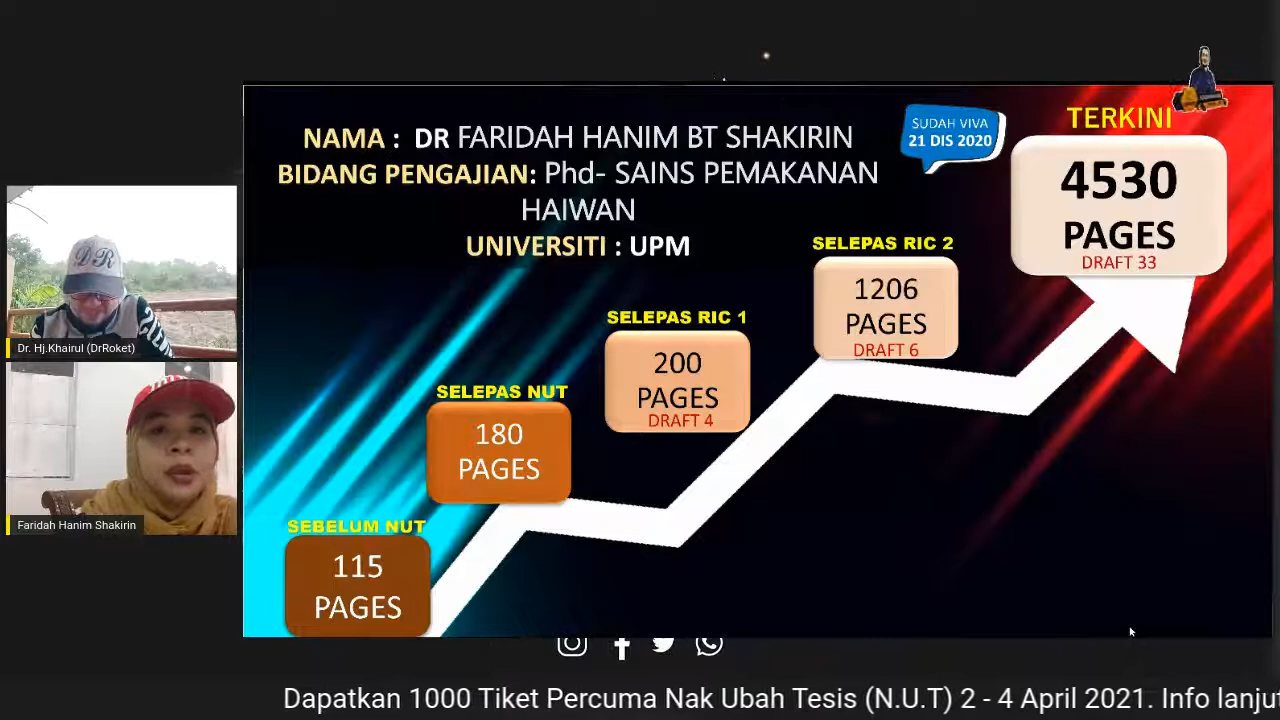 NAMA : DR FARIDAH HANIM BT SHAKIRIN
BIDANG PENGAJIAN: Phd- SAINS PEMAKANAN
HAIWAN
UNIVERSITI : UPM
SUDAH VIVA
21 DIS 2020
TERKINI
4530
PAGES
DRAFT 33
SELEPAS RIC 2
1206
PAGES
DRAFT 6
SELEPAS RIC 1
200
PAGES
DRAFT 4
SELEPAS NUT
180
PAGES
SEBELUM NUT
115
PAGES
DR
Dr. Hj.Khairul (DrRoket)
Faridah Hanim Shakirin
Dapatkan 1000 Tiket Percuma Nak Ubah Tesis (N.U.T) 2 - 4 April 2021. Info lanju